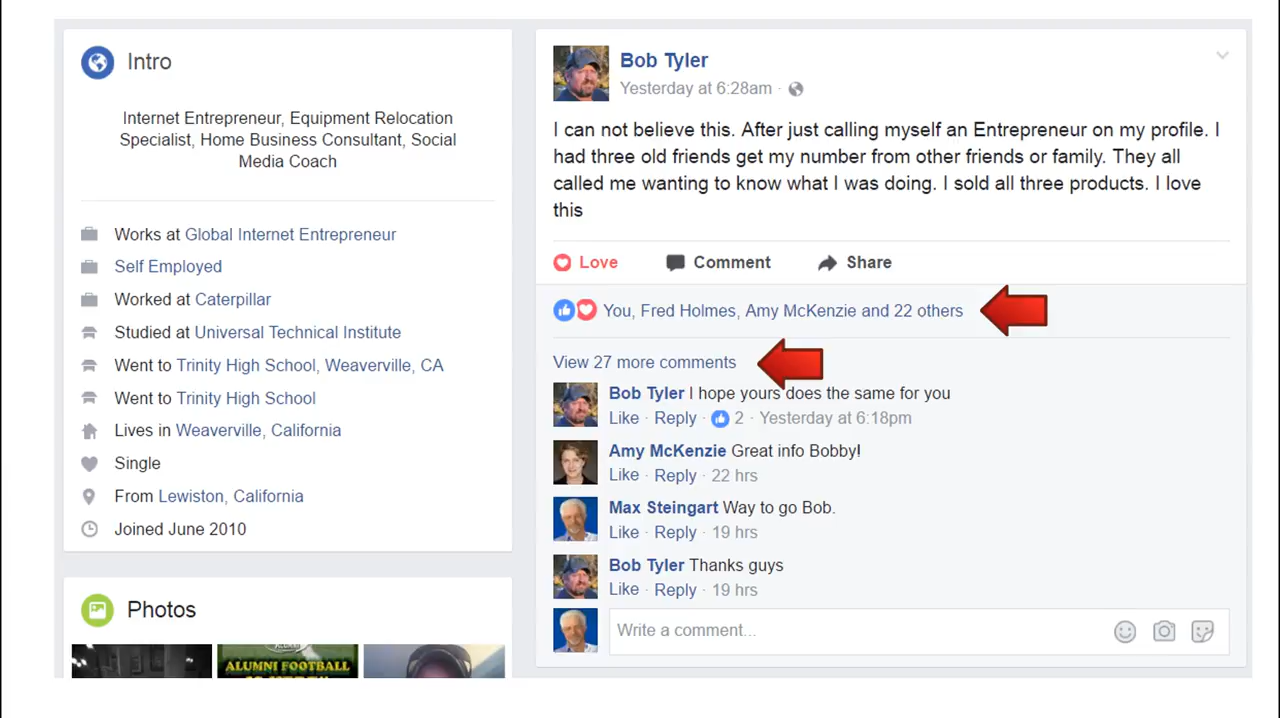 Intro
Internet Entrepreneur, Equipment Relocation
Specialist, Home Business Consultant, Social
Media Coach
Works at Global Internet Entrepreneur
Self Employed
Worked at Caterpillar
Studied at Universal Technical Institute
Went to Trinity High School, Weaverville, CA
Went to Trinity High School
Lives in Weaverville, California
Single
From Lewiston, California
Joined June 2010
Photos
ALUMNI FOOTBALL
Bob Tyler
Yesterday at 6:28am ·
I can not believe this. After just calling myself an Entrepreneur on my profile. I
had three old friends get my number from other friends or family. They all
called me wanting to know what I was doing. I sold all three products. I love
this
Love Comment Share
You, Fred Holmes, Amy McKenzie and 22 others
View 27 more comments
Bob Tyler I hope yours does the same for you
Like · Reply · 2 · Yesterday at 6:18pm
Amy McKenzie Great info Bobby!
Like · Reply · 22 hrs
Max Steingart Way to go Bob.
Like · Reply · 19 hrs
Bob Tyler Thanks guys
Like · Reply · 19 hrs
Write a comment...